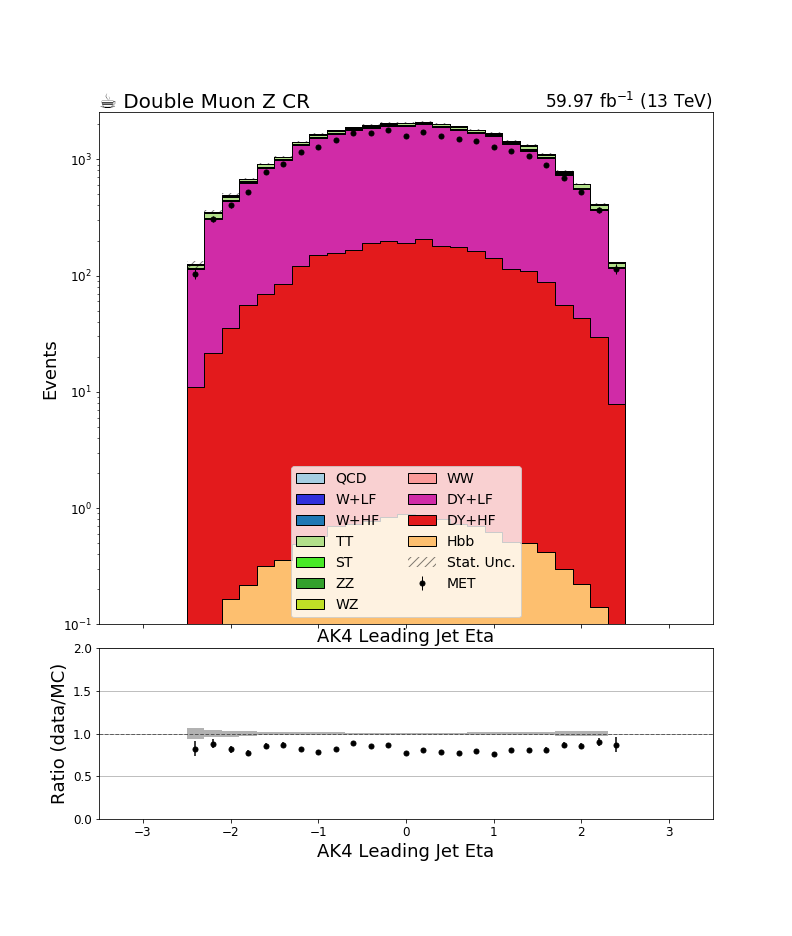 ☕ Double Muon Z CR
59.97 fb⁻¹ (13 TeV)
Events
10³
10²
10¹
10⁰
10⁻¹
QCD
W+LF
W+HF
TT
ST
ZZ
WZ
WW
DY+LF
DY+HF
Hbb
Stat. Unc.
MET
AK4 Leading Jet Eta
Ratio (data/MC)
2.0
1.5
1.0
0.5
0.0
−3 −2 −1 0 1 2 3
AK4 Leading Jet Eta